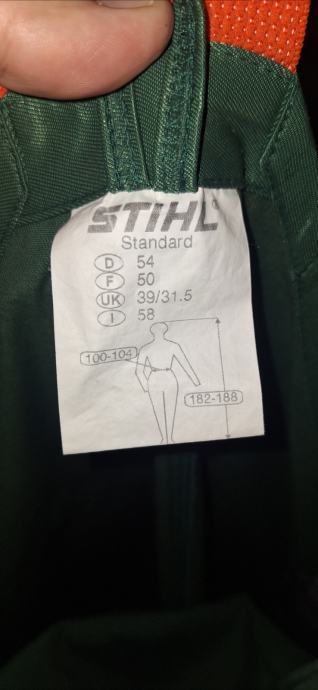 STIHL®
Standard
D 54
F 50
UK 39/31.5
I 58
100-104
182-188